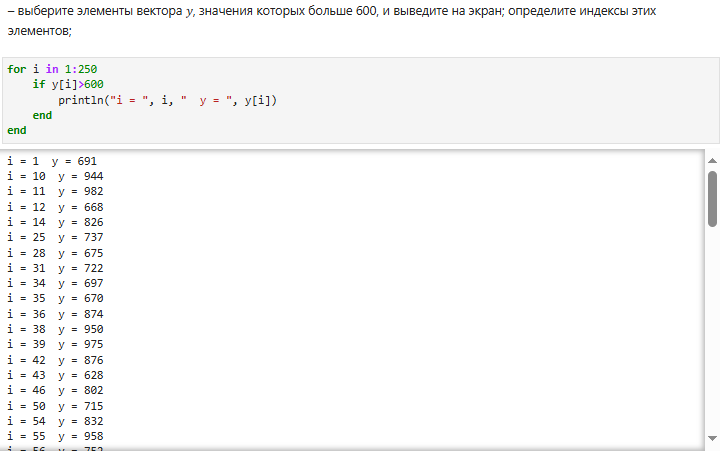 – выберите элементы вектора y, значения которых больше 600, и выведите на экран; определите индексы этих
элементов;
for i in 1:250
    if y[i]>600
        println("i = ", i, "  y = ", y[i])
    end
end
i = 1  y = 691
i = 10  y = 944
i = 11  y = 982
i = 12  y = 668
i = 14  y = 826
i = 25  y = 737
i = 28  y = 675
i = 31  y = 722
i = 34  y = 697
i = 35  y = 670
i = 36  y = 874
i = 38  y = 950
i = 39  y = 975
i = 42  y = 876
i = 43  y = 628
i = 46  y = 802
i = 50  y = 715
i = 54  y = 832
i = 55  y = 958
i = 56  y = 752